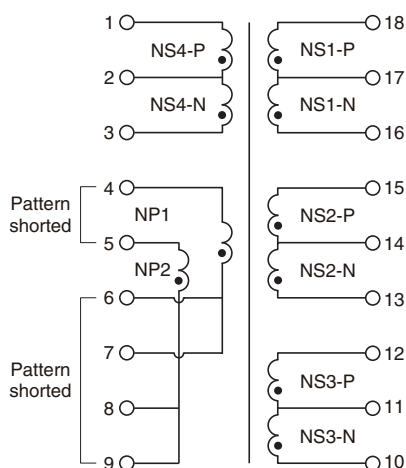 1 18
NS4-P NS1-P
2 17
NS4-N NS1-N
3 16
4 15
Pattern shorted
NP1 NS2-P
5 14
NP2 NS2-N
6 13
7 12
Pattern shorted
NS3-P
8 11
NS3-N
9 10